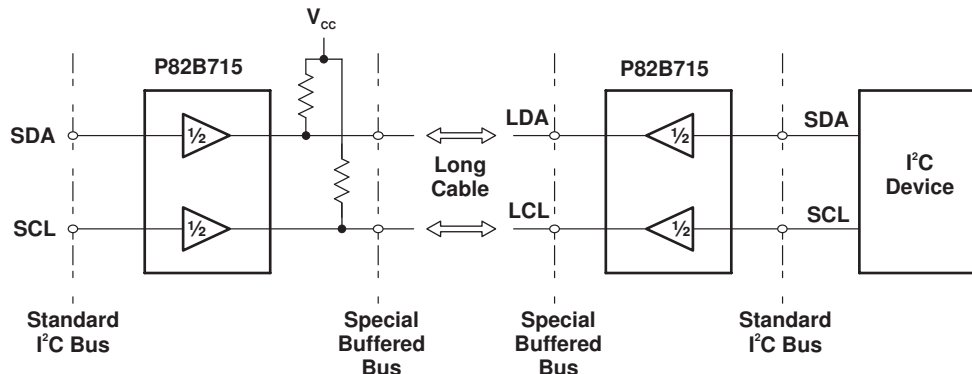 VCC
P82B715
P82B715
SDA
½
LDA
½
SDA
I²C
Device
Long
Cable
SCL
½
LCL
½
SCL
Standard
I²C Bus
Special
Buffered
Bus
Special
Buffered
Bus
Standard
I²C Bus